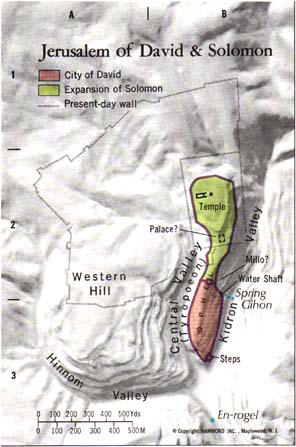 A | B
Jerusalem of David & Solomon
1
City of David
Expansion of Solomon
Present-day wall
2
Temple
Palace?
Valley
Central Valley
(Tyropoeon)
Western
Hill
OPHEL
Millo?
Water Shaft
Spring
Gihon
Kidron
3
Steps
Hinnom
Valley
En-rogel
0 100 200 300 400 500Yds
0 100 200 300 400 500M
© Copyright HAMMOND INC., Maplewood, N. J.